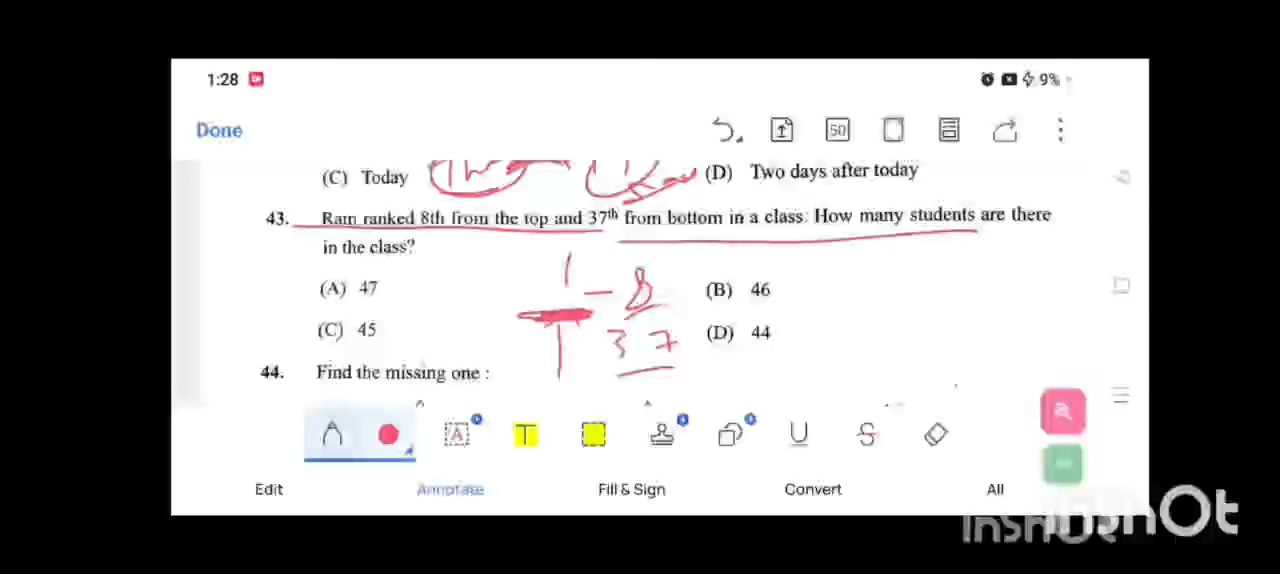 1:28 9%
Done 50
(C) Today (D) Two days after today
43. Ram ranked 8th from the top and 37th from bottom in a class. How many students are there
in the class?
(A) 47 (B) 46
8
(C) 45 37 (D) 44
44. Find the missing one :
A T U S
Edit Annotate Fill & Sign Convert All
InShOt